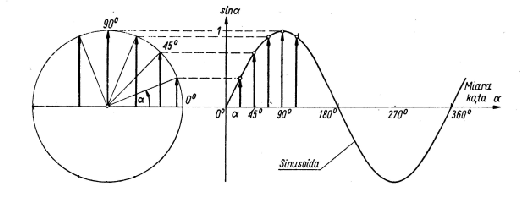 sinα
90°
1
45°
α
0°
Miara
kąta α
0° α 45° 90° 180° 270° 360°
Sinusoida